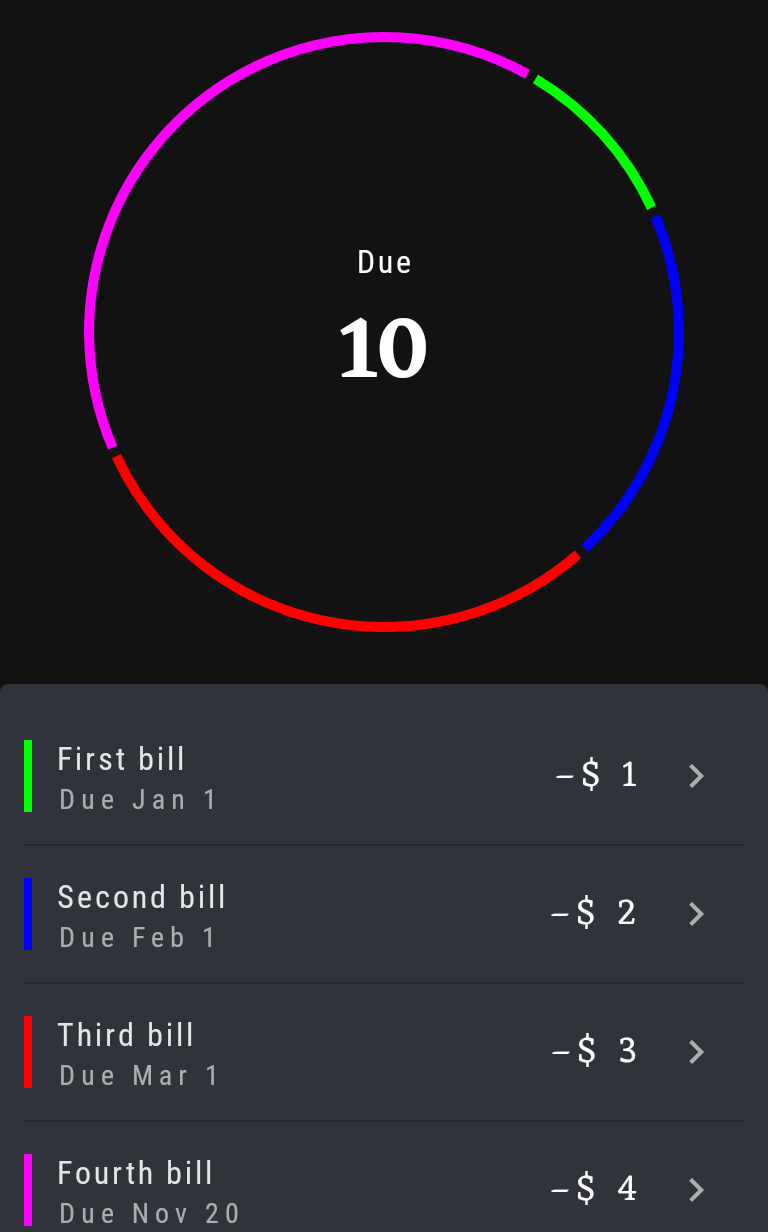 Due
10
First bill
Due Jan 1
–$ 1
Second bill
Due Feb 1
–$ 2
Third bill
Due Mar 1
–$ 3
Fourth bill
Due Nov 20
–$ 4